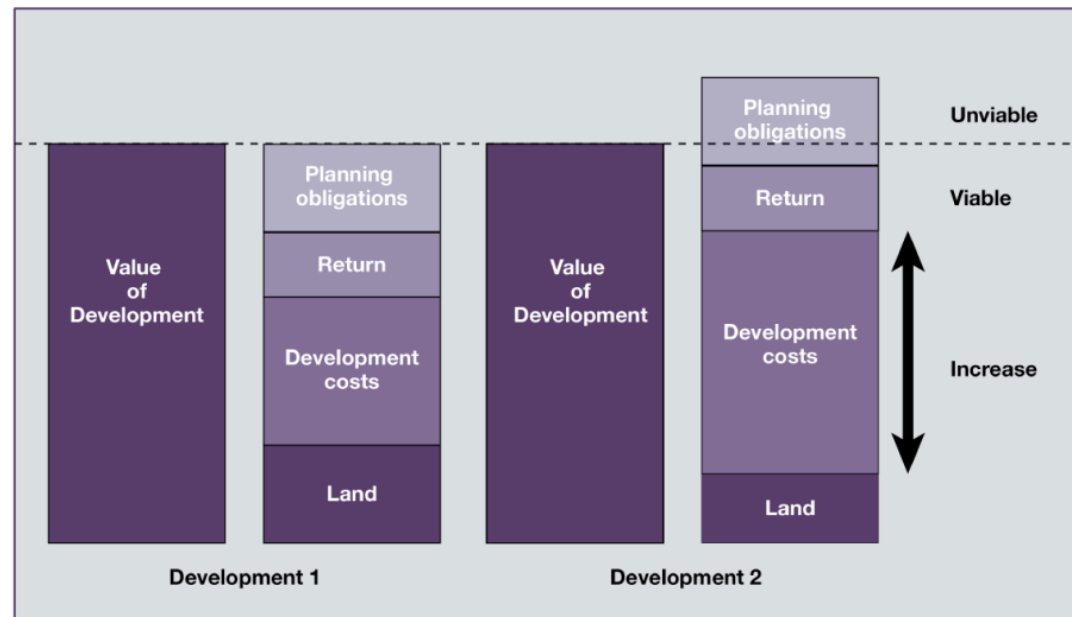 Value
of
Development
Planning
obligations
Return
Development
costs
Land
Value
of
Development
Planning
obligations
Return
Development
costs
Land
Unviable
Viable
Increase
Development 1
Development 2